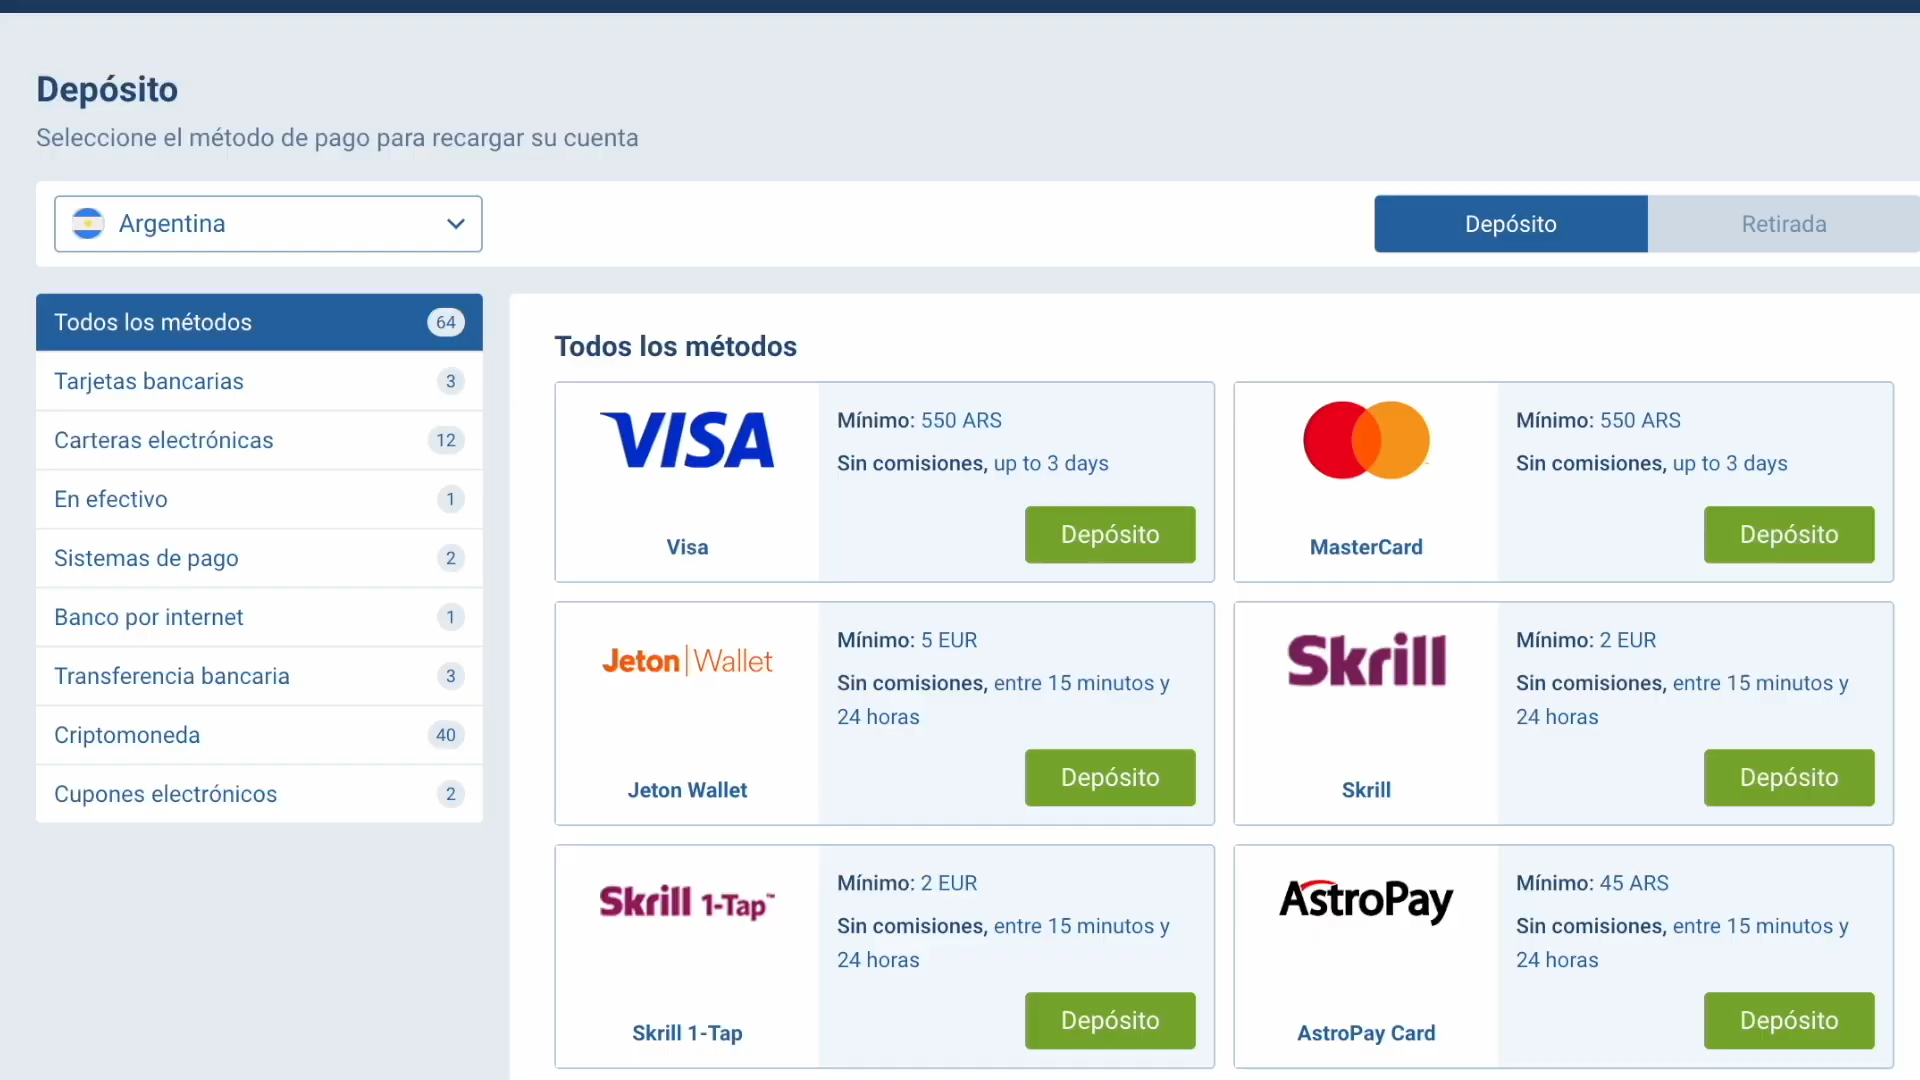 Depósito
Seleccione el método de pago para recargar su cuenta
Argentina
Depósito
Retirada
Todos los métodos 64
Tarjetas bancarias 3
Carteras electrónicas 12
En efectivo 1
Sistemas de pago 2
Banco por internet 1
Transferencia bancaria 3
Criptomoneda 40
Cupones electrónicos 2
Todos los métodos
VISA
Visa
Mínimo: 550 ARS
Sin comisiones, up to 3 days
Depósito
MasterCard
Mínimo: 550 ARS
Sin comisiones, up to 3 days
Depósito
Jeton|Wallet
Jeton Wallet
Mínimo: 5 EUR
Sin comisiones, entre 15 minutos y
24 horas
Depósito
Skrill
Skrill
Mínimo: 2 EUR
Sin comisiones, entre 15 minutos y
24 horas
Depósito
Skrill 1-Tap™
Skrill 1-Tap
Mínimo: 2 EUR
Sin comisiones, entre 15 minutos y
24 horas
Depósito
AstroPay
AstroPay Card
Mínimo: 45 ARS
Sin comisiones, entre 15 minutos y
24 horas
Depósito